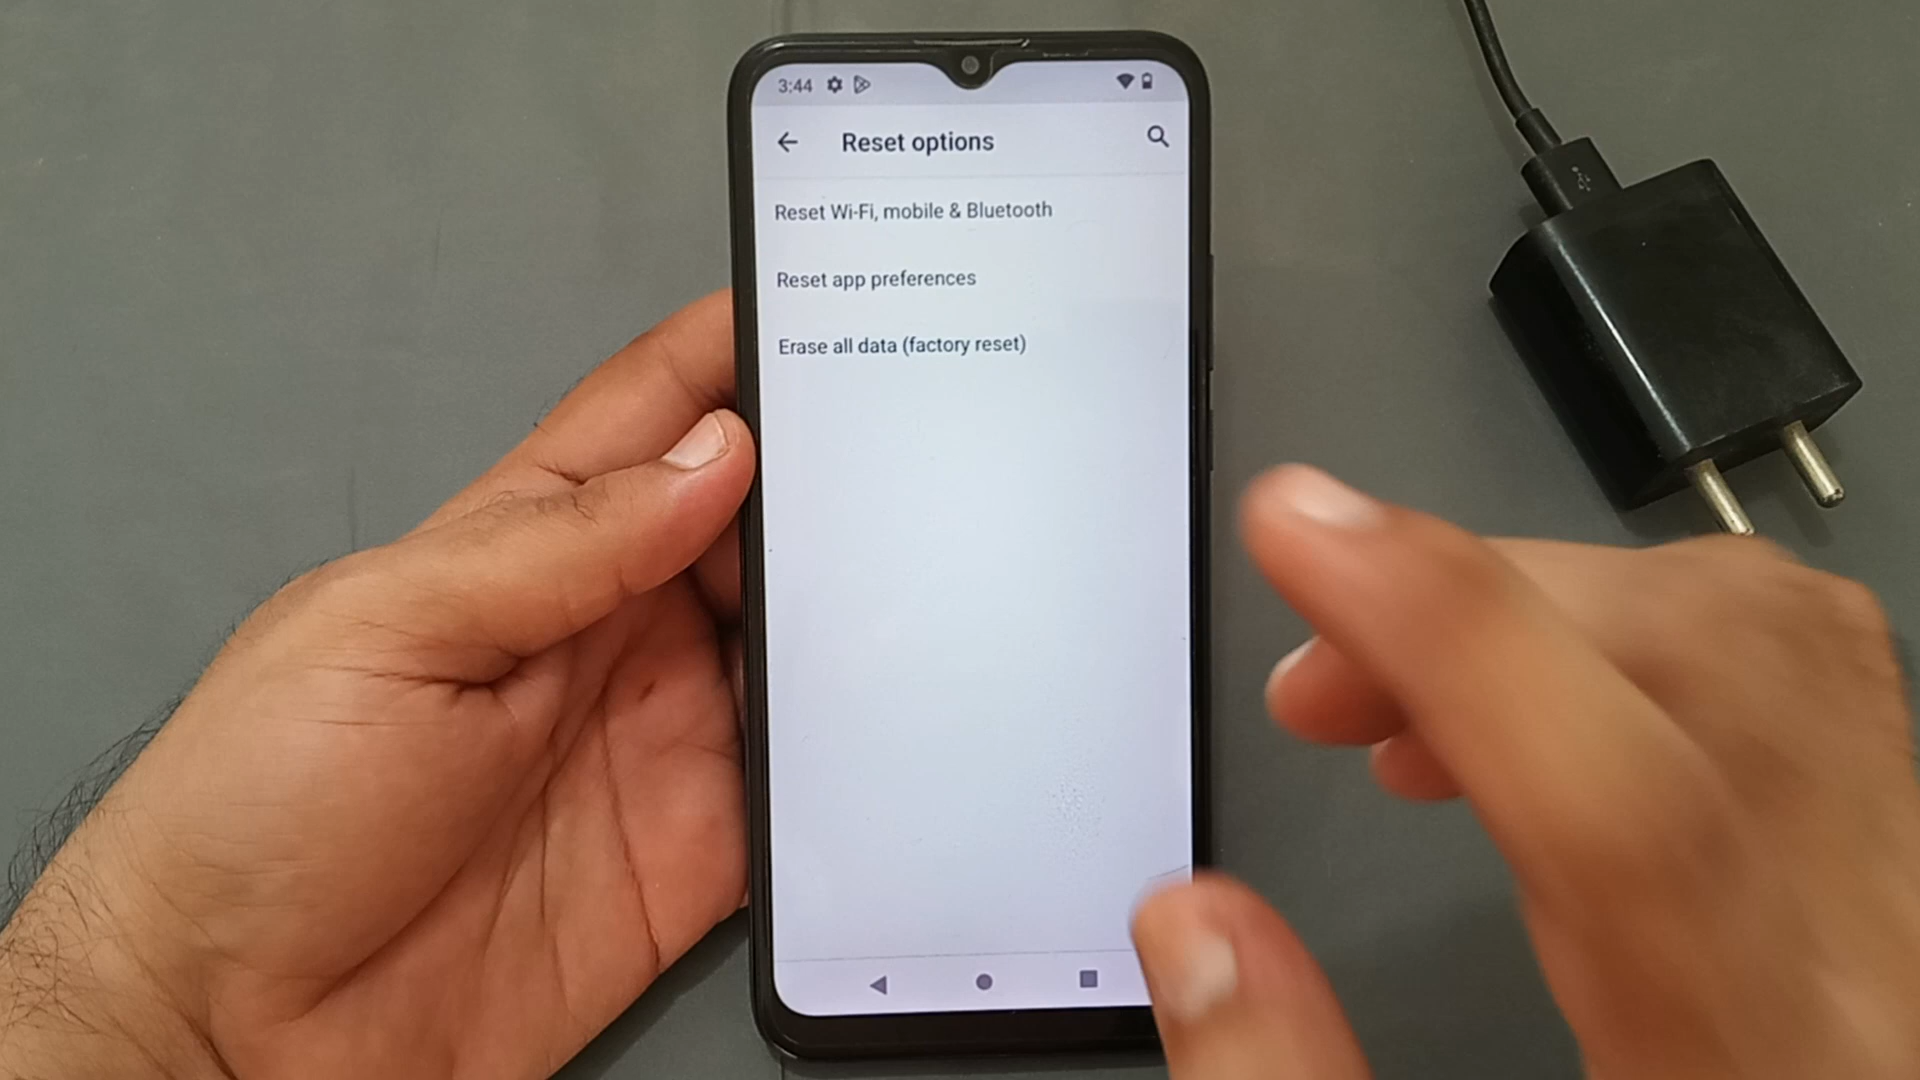 3:44
Reset options
Reset Wi-Fi, mobile & Bluetooth
Reset app preferences
Erase all data (factory reset)